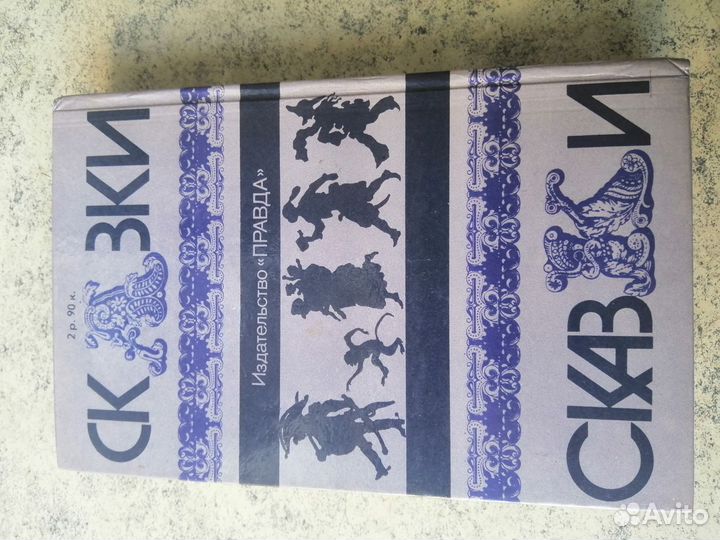 2 р. 90 к.
СКАЗКИ
Издательство «ПРАВДА»
СКАЗКИ
Avito